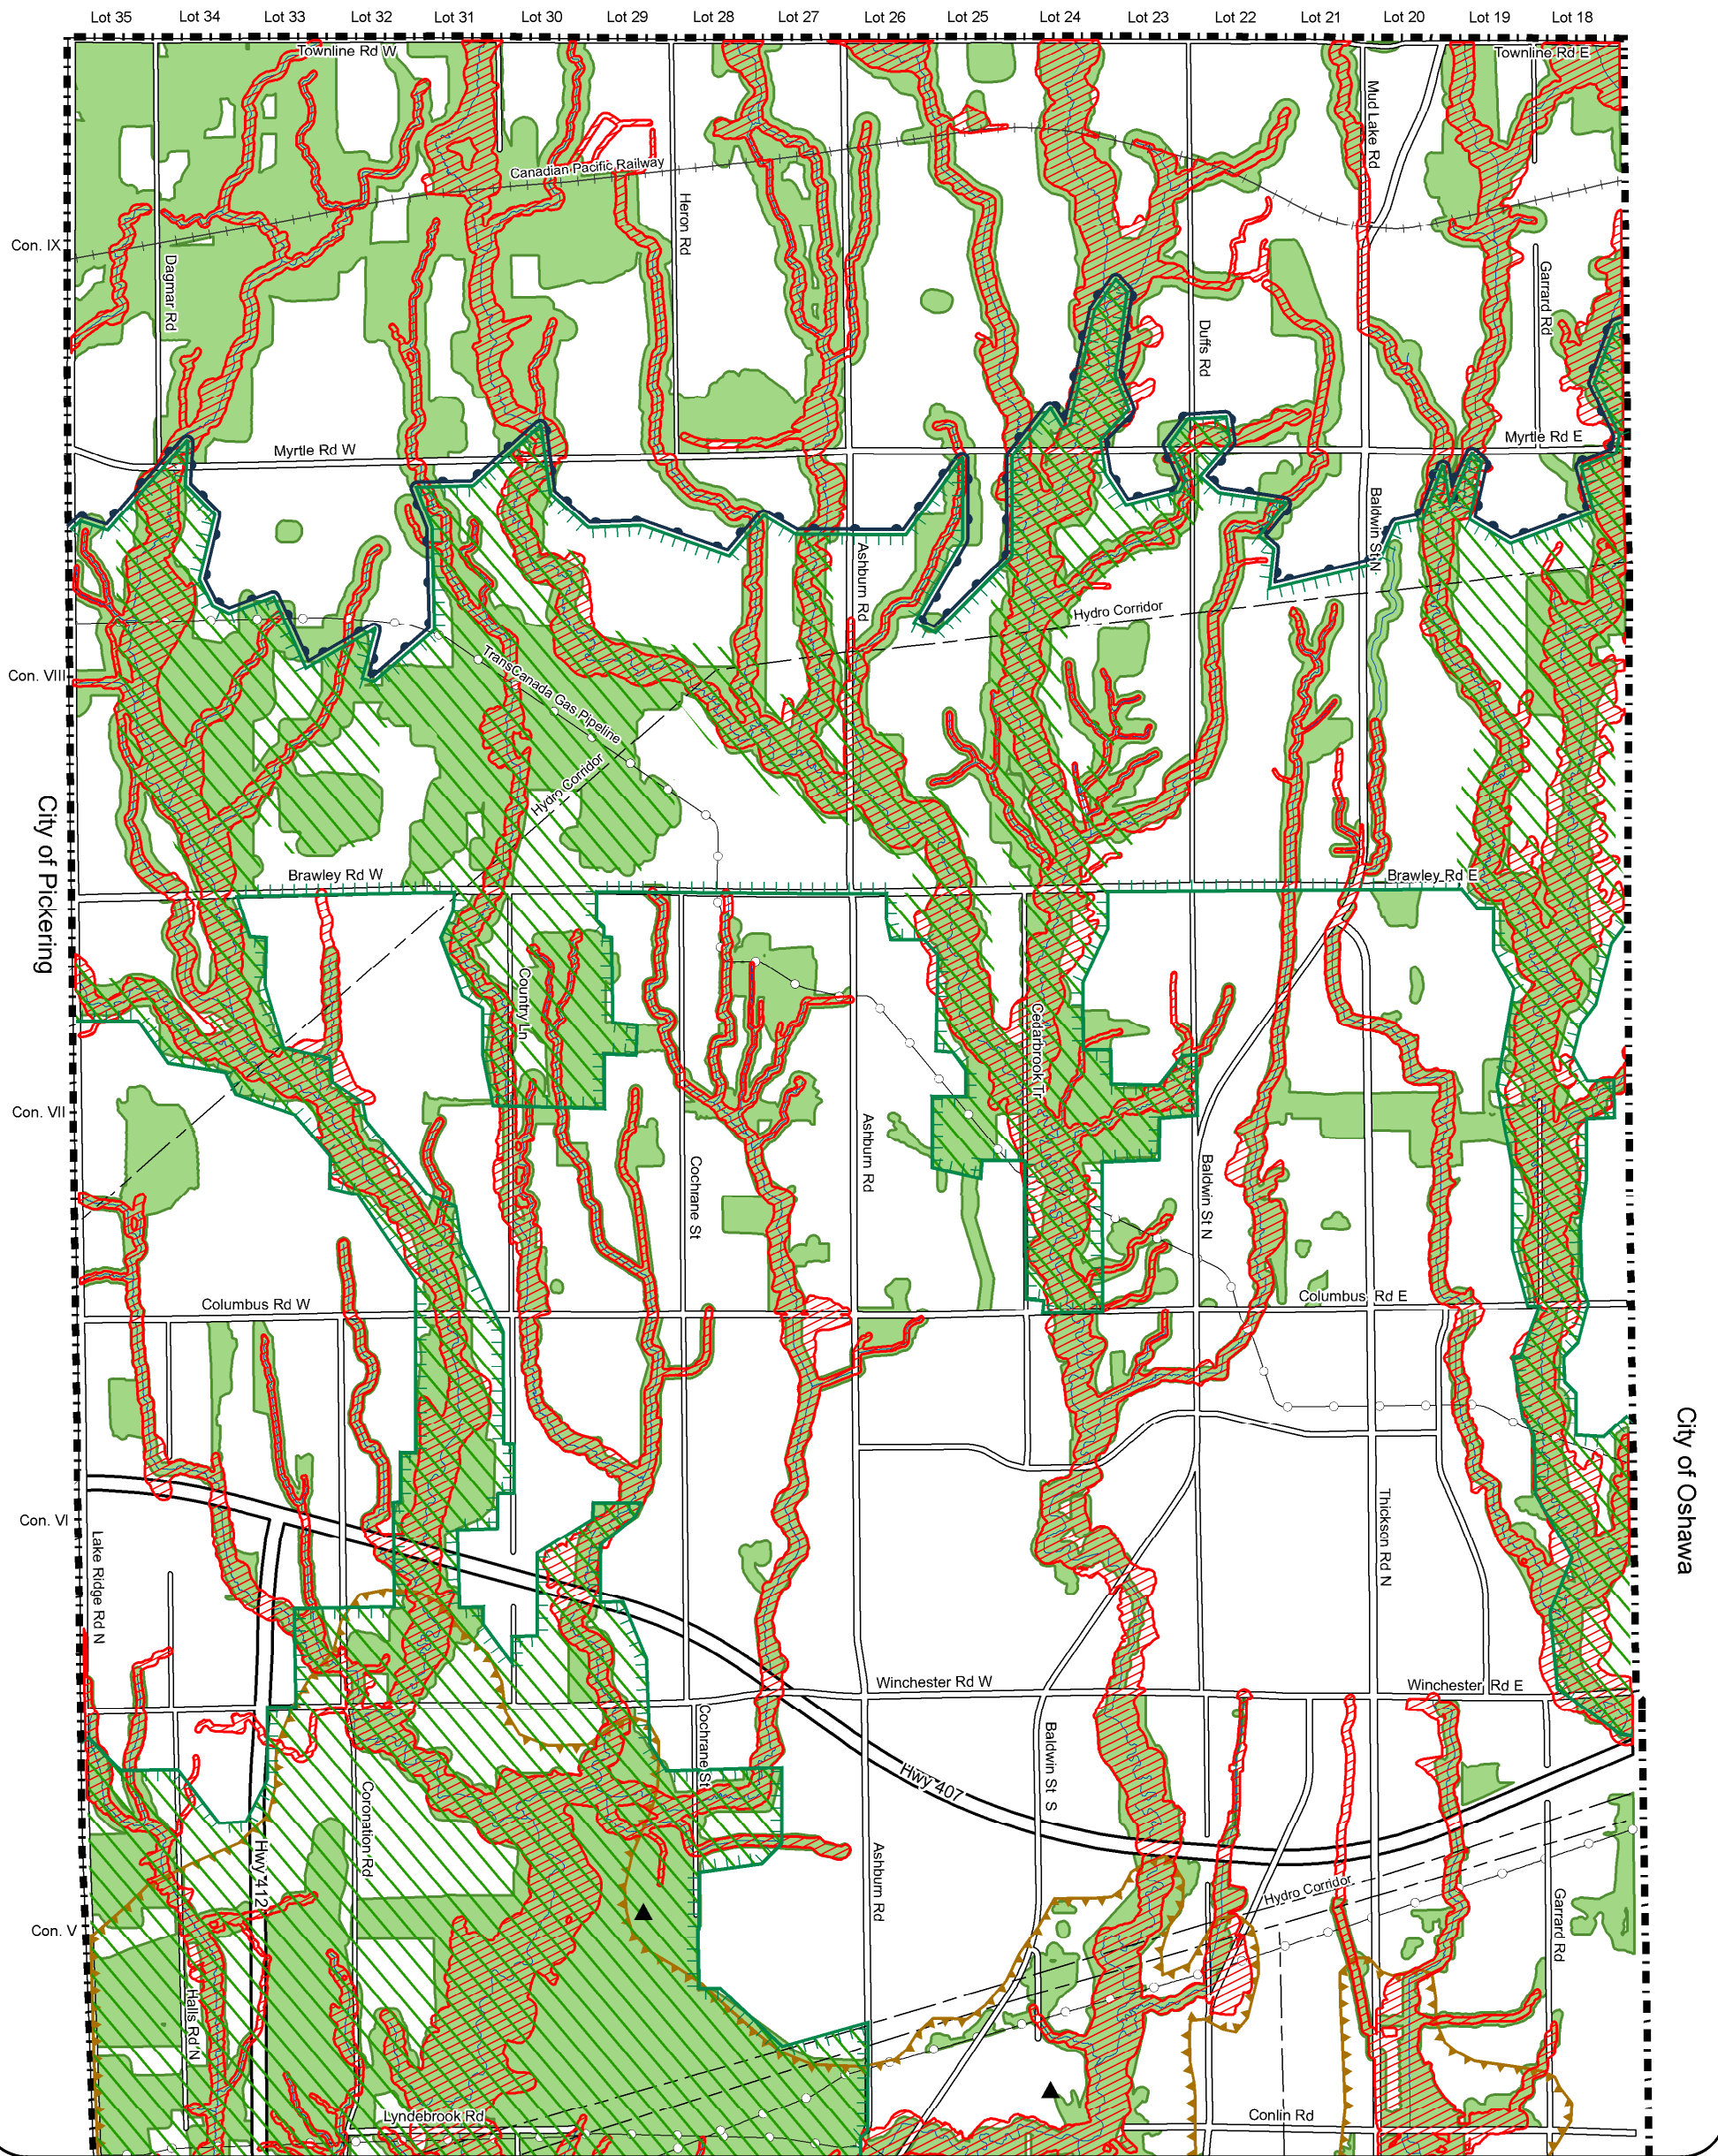 Lot 35 Lot 34 Lot 33 Lot 32 Lot 31 Lot 30 Lot 29 Lot 28 Lot 27 Lot 26 Lot 25 Lot 24 Lot 23 Lot 22 Lot 21 Lot 20 Lot 19 Lot 18
Townline Rd W
Townline Rd E
Mud Lake Rd
Canadian Pacific Railway
Heron Rd
Con. IX
Dagmar Rd
Garrard Rd
Duffs Rd
Myrtle Rd W
Myrtle Rd E
Baldwin St N
Ashburn Rd
Hydro Corridor
Con. VIII
TransCanada Gas Pipeline
Hydro Corridor
City of Pickering
Brawley Rd W
Brawley Rd E
Country Ln
Cedarbrook Tr
Con. VII
Ashburn Rd
Cochrane St
Baldwin St N
Columbus Rd W
Columbus Rd E
City of Oshawa
Con. VI
Thickson Rd N
Lake Ridge Rd N
Winchester Rd W
Winchester Rd E
Cochrane St
Baldwin St S
Hwy 407
Coronation Rd
Hwy 412
Ashburn Rd
Hydro Corridor
Garrard Rd
Con. V
Halls Rd N
Lyndebrook Rd
Conlin Rd